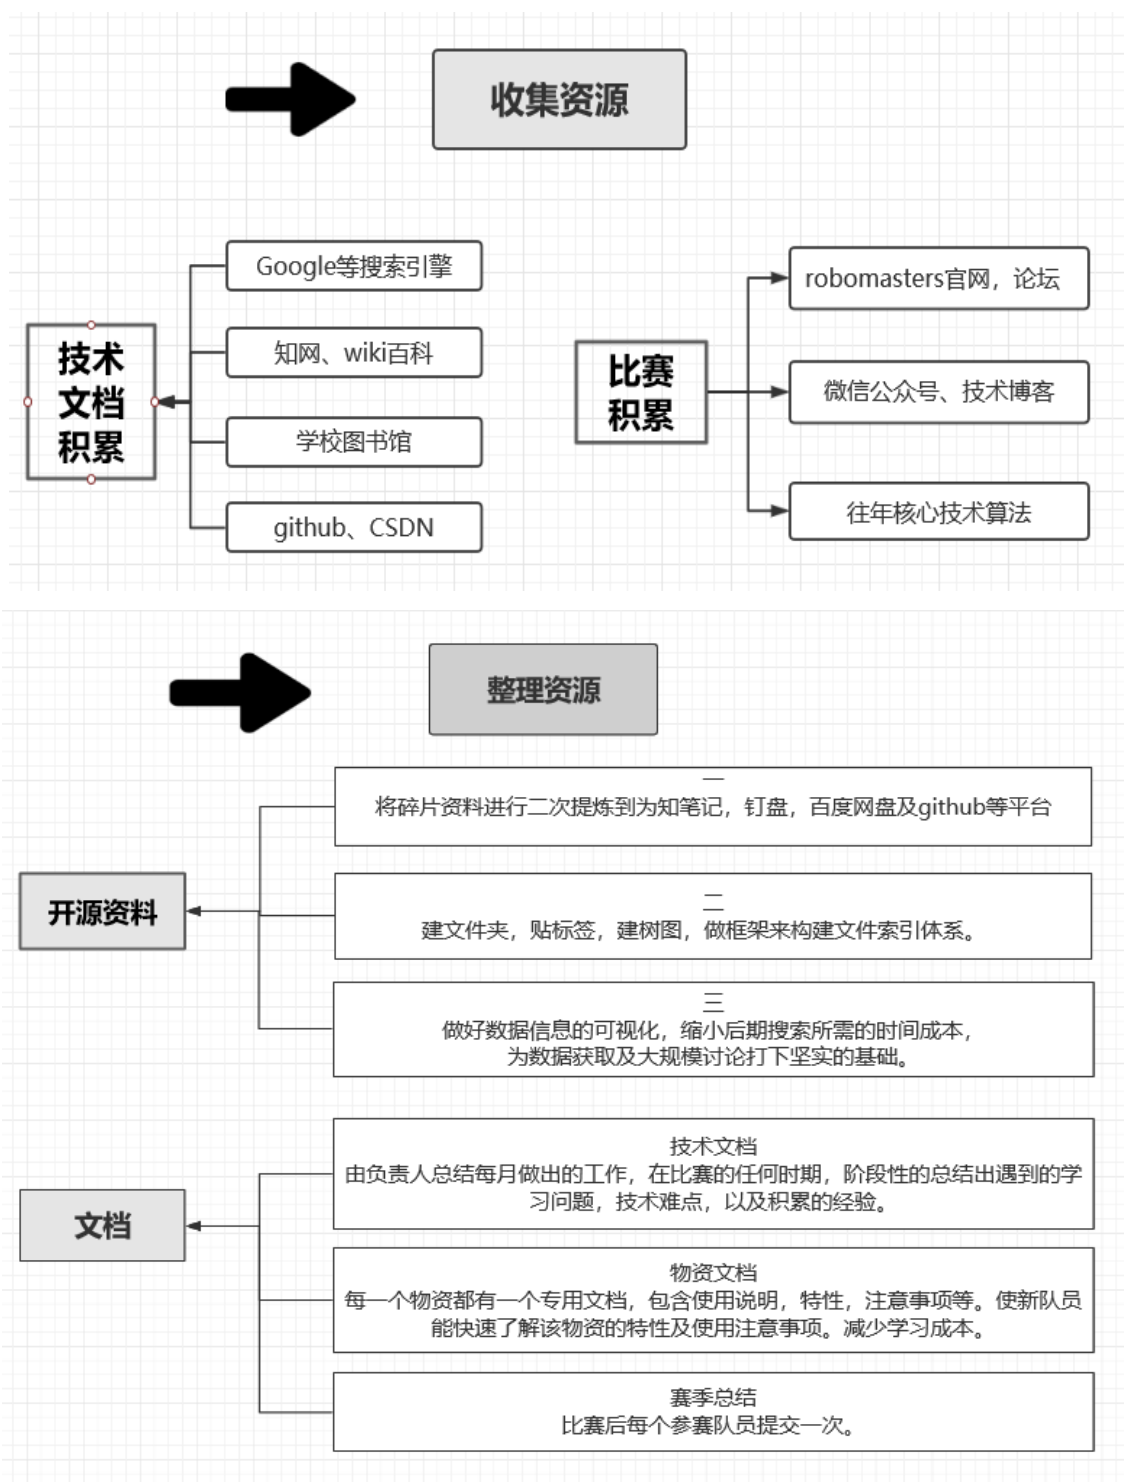 收集资源
技术
文档
积累
Google等搜索引擎
知网、wiki百科
学校图书馆
github、CSDN
比赛
积累
robomasters官网，论坛
微信公众号、技术博客
往年核心技术算法
整理资源
开源资料
一
将碎片资料进行二次提炼到为知笔记，钉盘，百度网盘及github等平台
二
建文件夹，贴标签，建树图，做框架来构建文件索引体系。
三
做好数据信息的可视化，缩小后期搜索所需的时间成本，
为数据获取及大规模讨论打下坚实的基础。
文档
技术文档
由负责人总结每月做出的工作，在比赛的任何时期，阶段性的总结出遇到的学
习问题，技术难点，以及积累的经验。
物资文档
每一个物资都有一个专用文档，包含使用说明，特性，注意事项等。使新队员
能快速了解该物资的特性及使用注意事项。减少学习成本。
赛季总结
比赛后每个参赛队员提交一次。